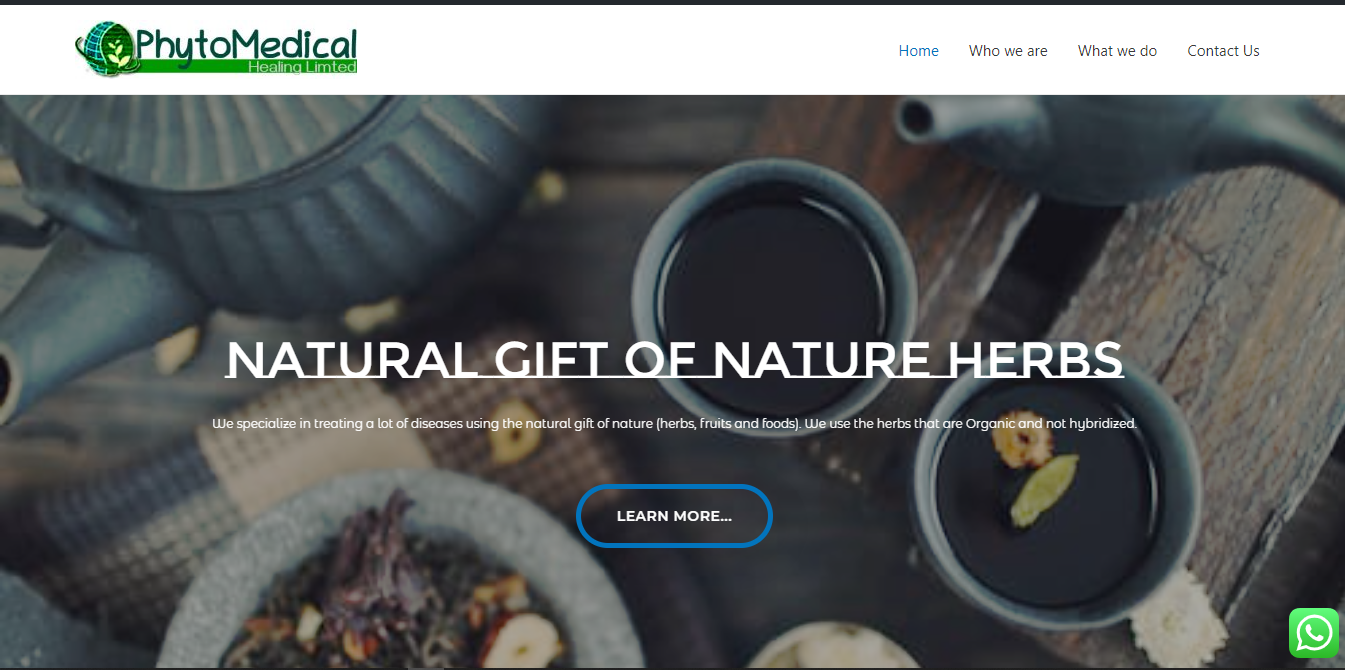 PhytoMedical
Healing Limted
Home Who we are What we do Contact Us
NATURAL GIFT OF NATURE HERBS
We specialize in treating a lot of diseases using the natural gift of nature (herbs, fruits and foods). We use the herbs that are Organic and not hybridized.
LEARN MORE...